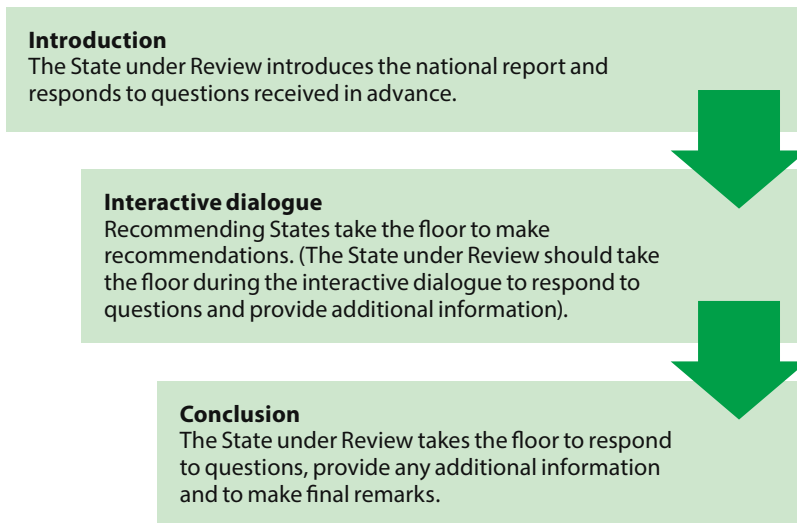 Introduction
The State under Review introduces the national report and
responds to questions received in advance.
Interactive dialogue
Recommending States take the floor to make
recommendations. (The State under Review should take
the floor during the interactive dialogue to respond to
questions and provide additional information).
Conclusion
The State under Review takes the floor to respond
to questions, provide any additional information
and to make final remarks.